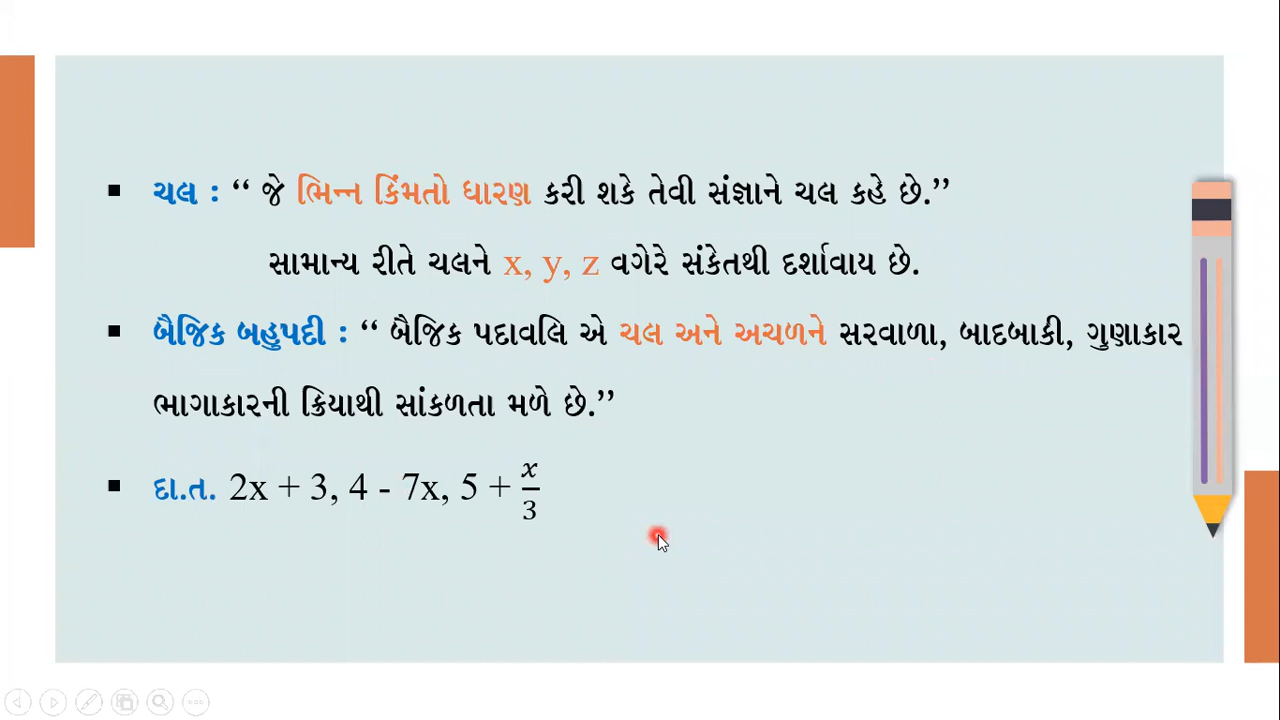 ▪ ચલ : ‘‘ જે ભિન્ન કિંમતો ધારણ કરી શકે તેવી સંજ્ઞાને ચલ કહે છે.’’
સામાન્ય રીતે ચલને x, y, z વગેરે સંકેતથી દર્શાવાય છે.
▪ બૈજિક બહુપદી : ‘‘ બૈજિક પદાવલિ એ ચલ અને અચળને સરવાળા, બાદબાકી, ગુણાકાર
ભાગાકારની ક્રિયાથી સાંકળતા મળે છે.’’
▪ દા.ત. 2x + 3, 4 - 7x, 5 + x/3